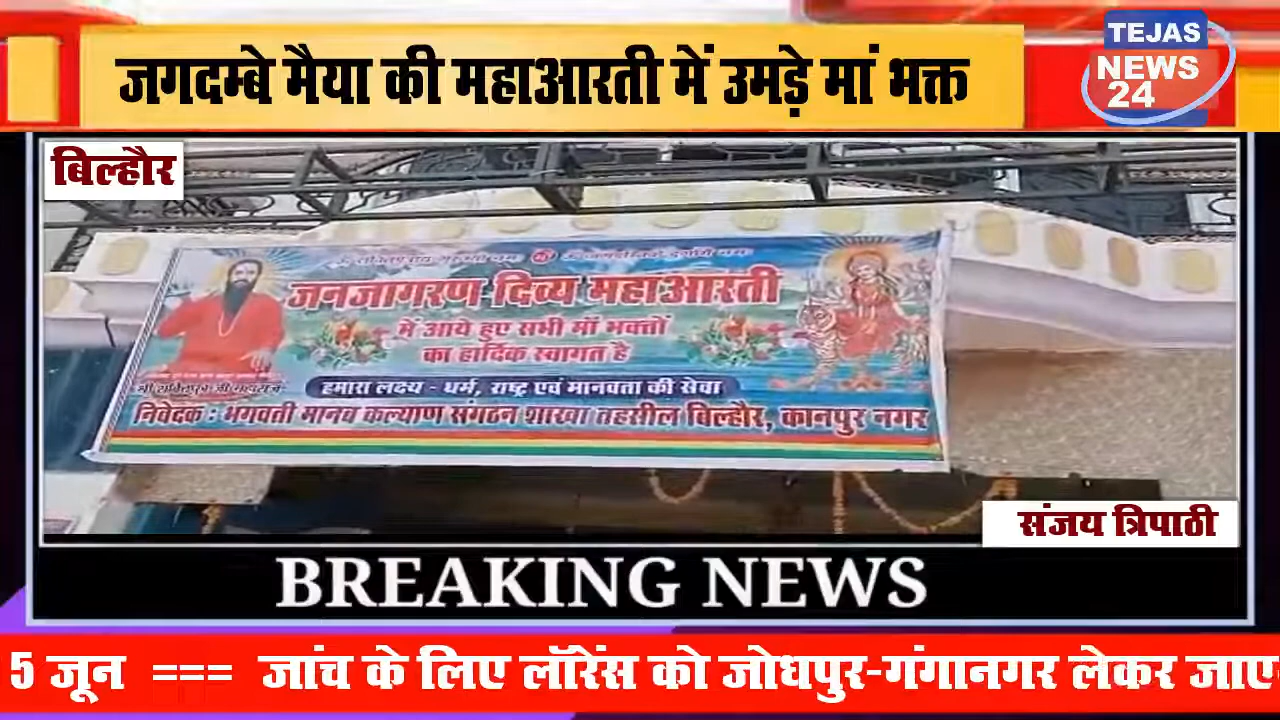 जगदम्बे मैया की महाआरती में उमड़े मां भक्त
TEJAS
NEWS
24
बिल्हौर
जनजागरण दिव्य महाआरती
में आये हुए सभी माँ भक्तों
का हार्दिक स्वागत है
हमारा लक्ष्य - धर्म, राष्ट्र एवं मानवता की सेवा
निवेदक : भगवती मानव कल्याण संगठन शाखा तहसील बिल्हौर, कानपुर नगर
संजय त्रिपाठी
BREAKING NEWS
5 जून === जांच के लिए लॉरेंस को जोधपुर-गंगानगर लेकर जाए